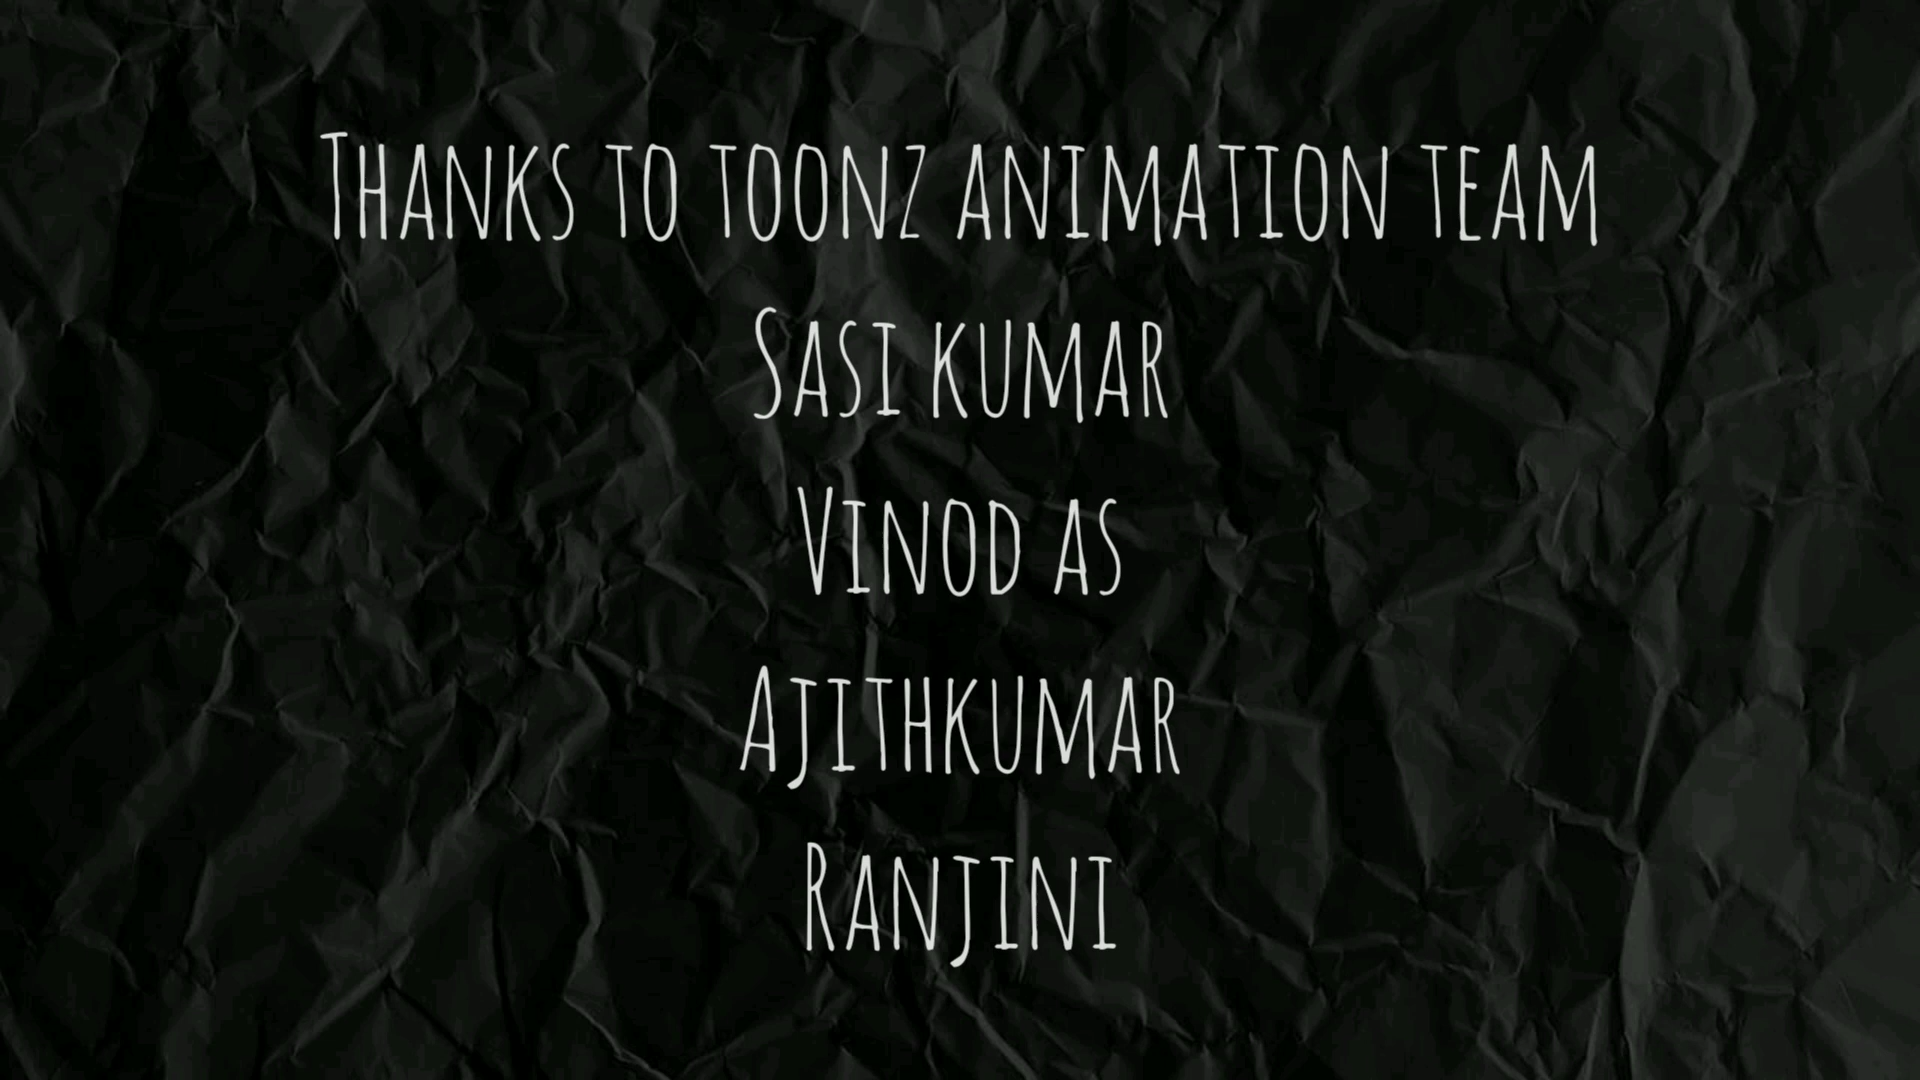 Thanks to toonz animation team
Sasi kumar
Vinod as
Ajithkumar
Ranjini